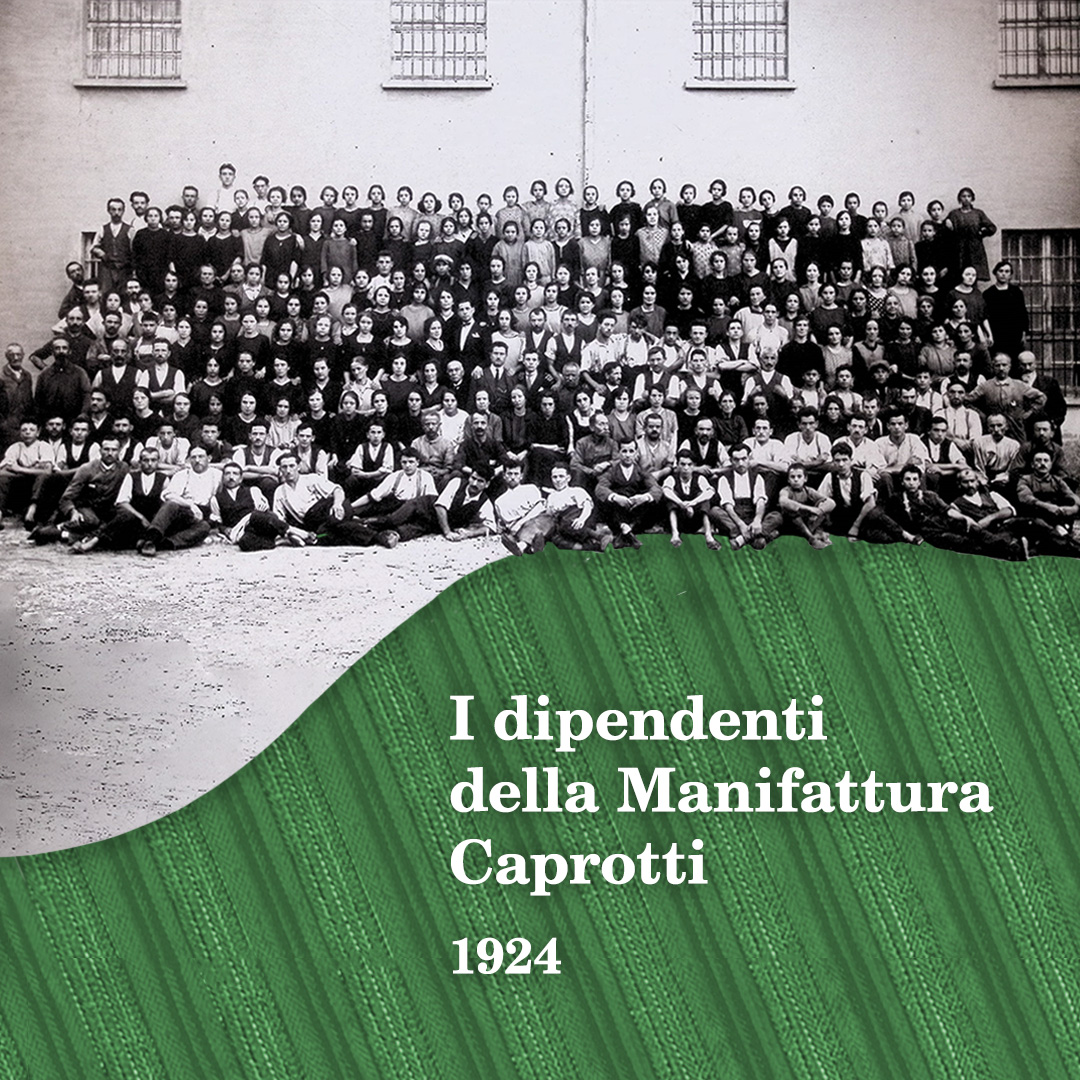 I dipendenti
della Manifattura
Caprotti
1924